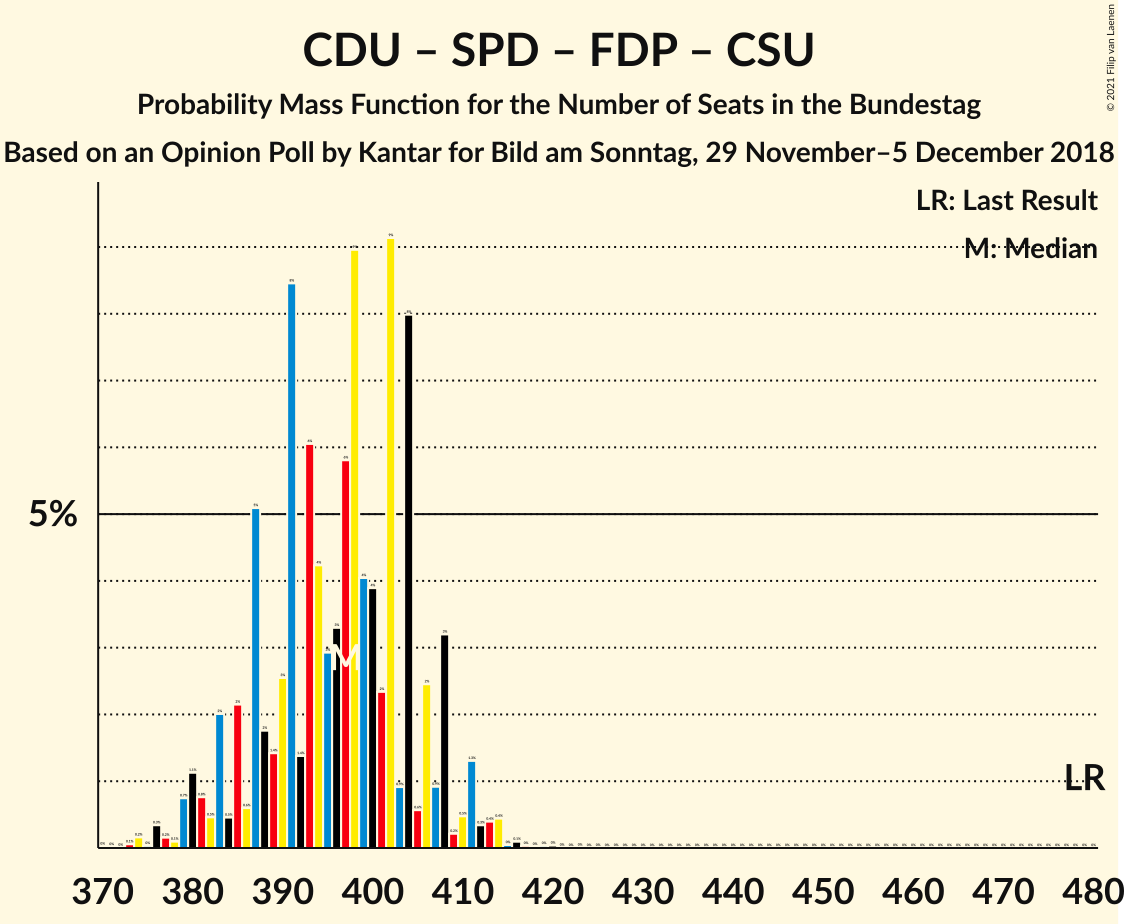 CDU – SPD – FDP – CSU
Probability Mass Function for the Number of Seats in the Bundestag
Based on an Opinion Poll by Kantar for Bild am Sonntag, 29 November–5 December 2018
© 2021 Filip van Laenen
LR: Last Result
M: Median
5%
M
LR
370 380 390 400 410 420 430 440 450 460 470 480